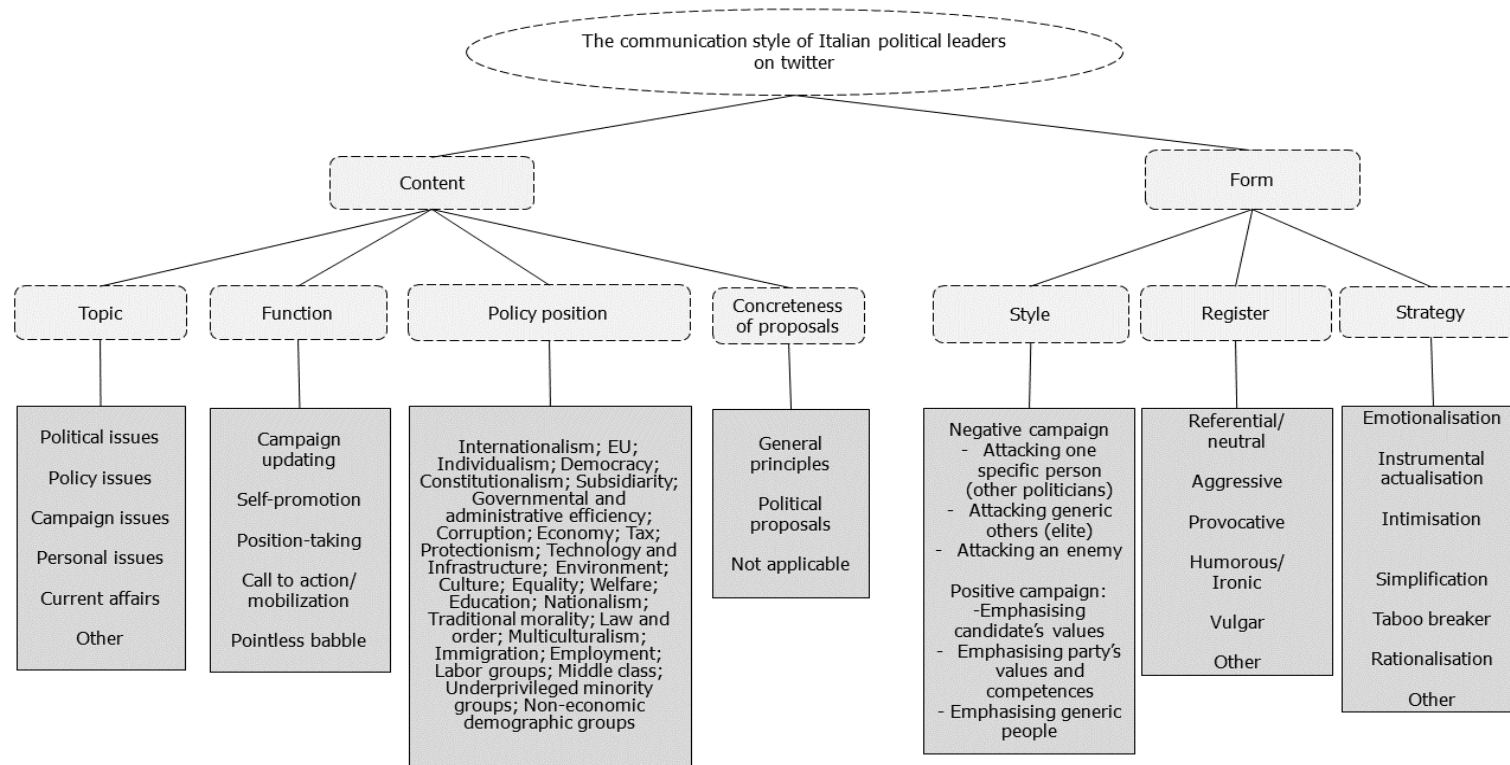 The communication style of Italian political leaders
on twitter
Content
Form
Topic
Function
Policy position
Concreteness
of proposals
Style
Register
Strategy
Political issues
Policy issues
Campaign issues
Personal issues
Current affairs
Other
Campaign
updating
Self-promotion
Position-taking
Call to action/
mobilization
Pointless babble
Internationalism; EU;
Individualism; Democracy;
Constitutionalism; Subsidiarity;
Governmental and
administrative efficiency;
Corruption; Economy; Tax;
Protectionism; Technology and
Infrastructure; Environment;
Culture; Equality; Welfare;
Education; Nationalism;
Traditional morality; Law and
order; Multiculturalism;
Immigration; Employment;
Labor groups; Middle class;
Underprivileged minority
groups; Non-economic
demographic groups
General
principles
Political
proposals
Not applicable
Negative campaign
- Attacking one
specific person
(other politicians)
- Attacking generic
others (elite)
- Attacking an enemy
Positive campaign:
-Emphasising
candidate's values
- Emphasising party's
values and
competences
- Emphasising generic
people
Referential/
neutral
Aggressive
Provocative
Humorous/
Ironic
Vulgar
Other
Emotionalisation
Instrumental
actualisation
Intimisation
Simplification
Taboo breaker
Rationalisation
Other